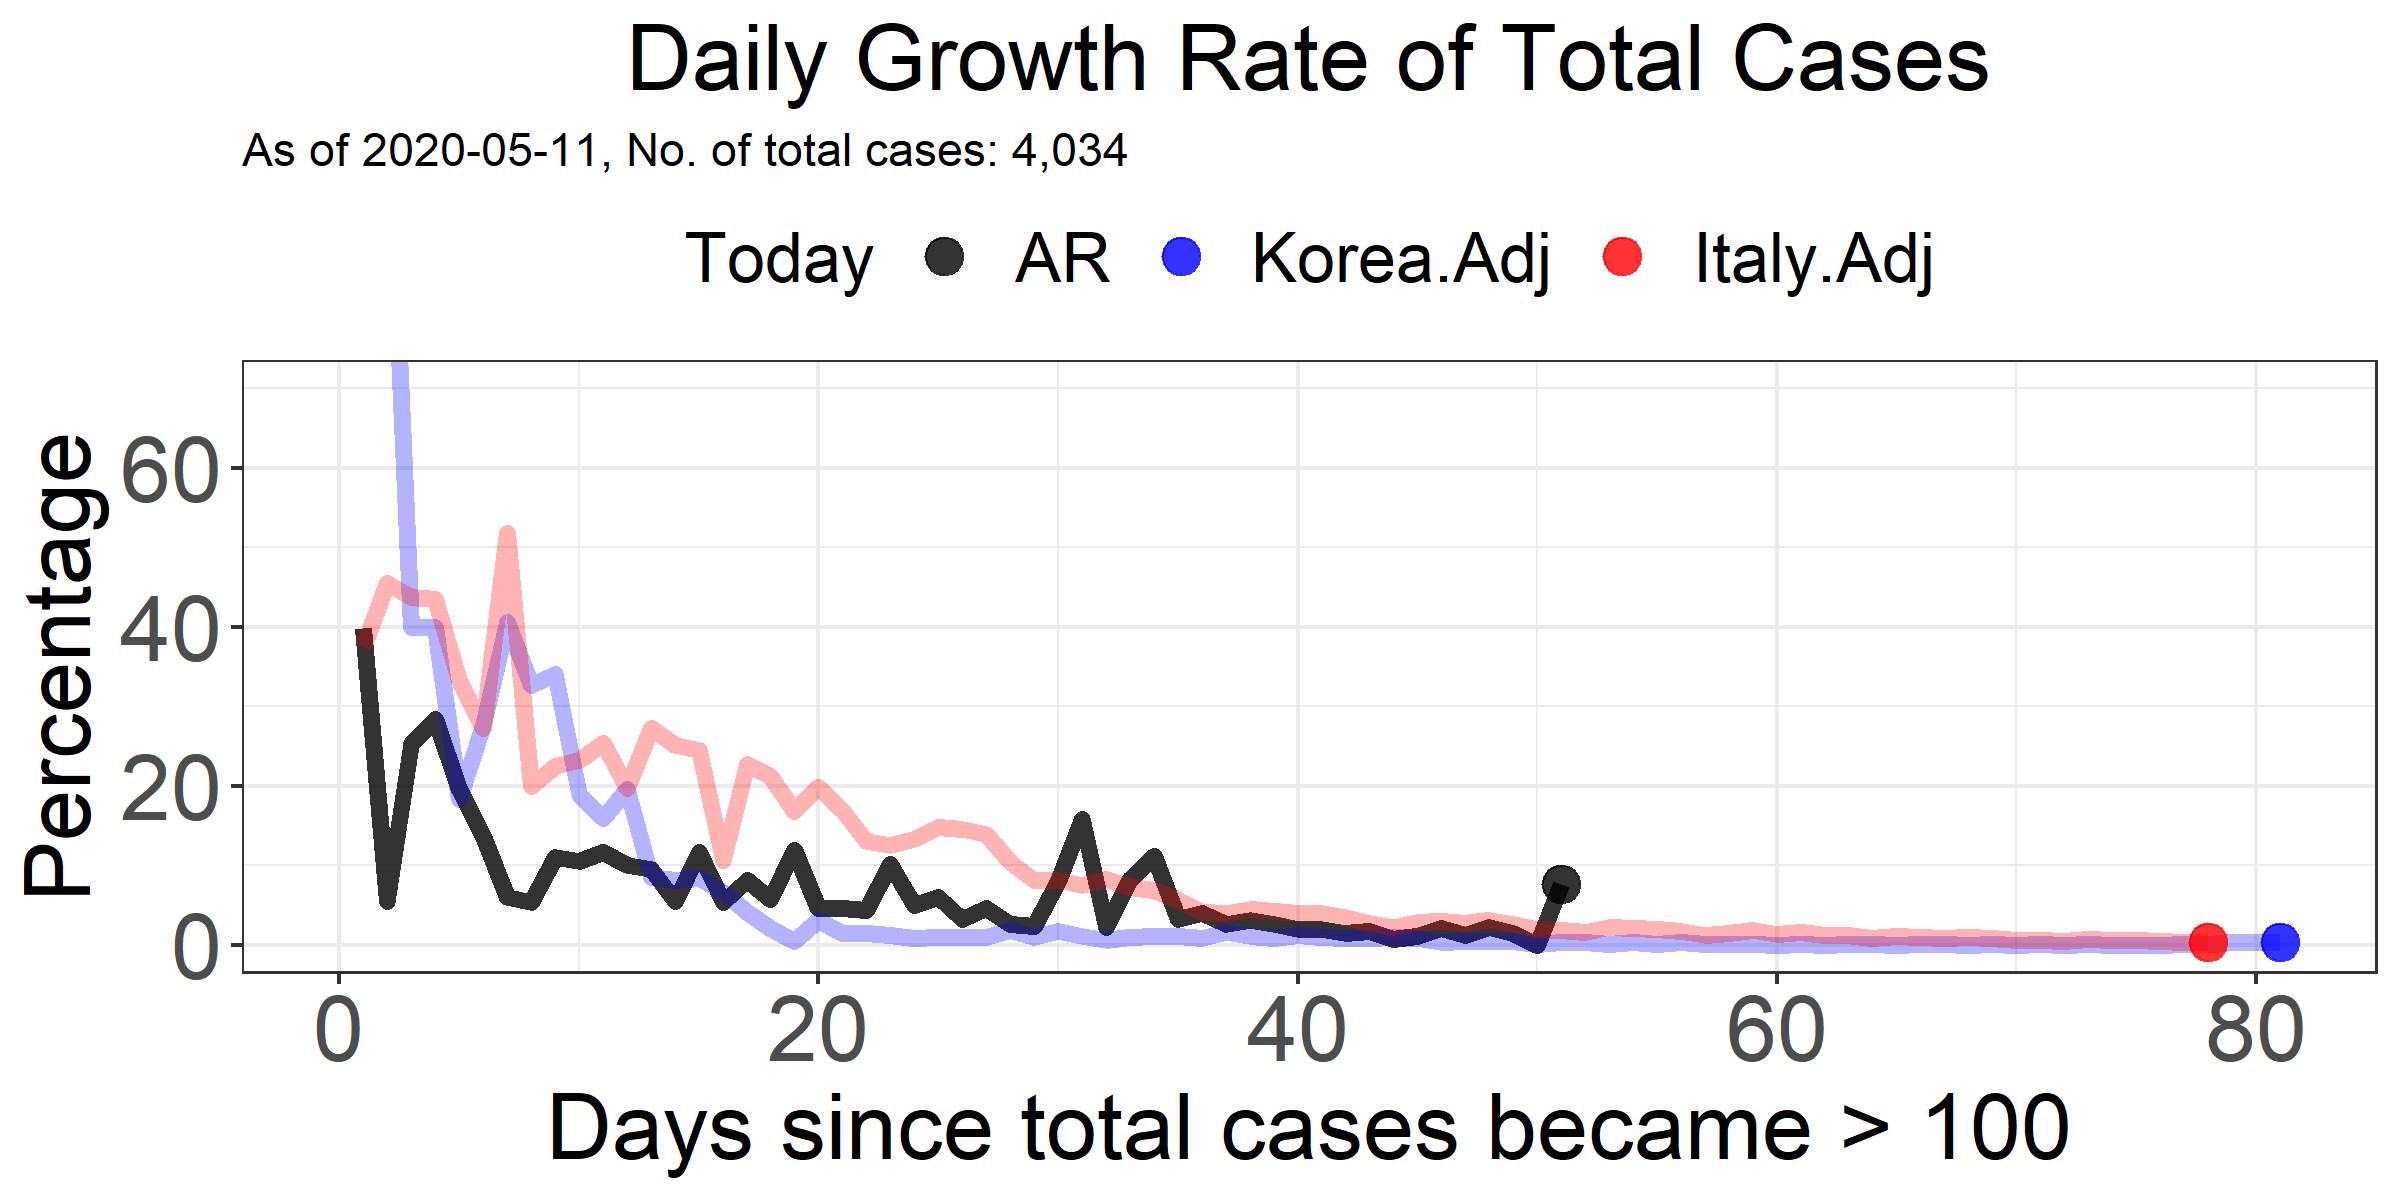 Daily Growth Rate of Total Cases
As of 2020-05-11, No. of total cases: 4,034
Today AR Korea.Adj Italy.Adj
Percentage
60
40
20
0
0 20 40 60 80
Days since total cases became > 100